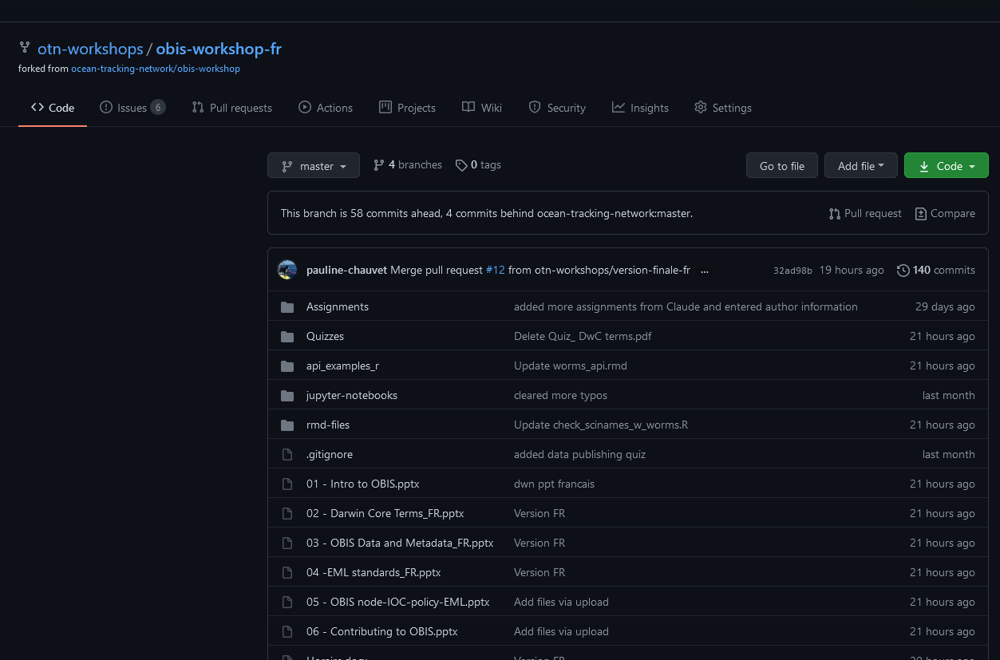 otn-workshops / obis-workshop-fr
forked from ocean-tracking-network/obis-workshop
Code Issues 6 Pull requests Actions Projects Wiki Security Insights Settings
master 4 branches 0 tags Go to file Add file Code
This branch is 58 commits ahead, 4 commits behind ocean-tracking-network:master. Pull request Compare
pauline-chauvet Merge pull request #12 from otn-workshops/version-finale-fr ... 32ad98b 19 hours ago 140 commits
Assignments added more assignments from Claude and entered author information 29 days ago
Quizzes Delete Quiz_ DwC terms.pdf 21 hours ago
api_examples_r Update worms_api.rmd 21 hours ago
jupyter-notebooks cleared more typos last month
rmd-files Update check_scinames_w_worms.R 21 hours ago
.gitignore added data publishing quiz last month
01 - Intro to OBIS.pptx dwn ppt francais 21 hours ago
02 - Darwin Core Terms_FR.pptx Version FR 21 hours ago
03 - OBIS Data and Metadata_FR.pptx Version FR 21 hours ago
04 -EML standards_FR.pptx Version FR 21 hours ago
05 - OBIS node-IOC-policy-EML.pptx Add files via upload 21 hours ago
06 - Contributing to OBIS.pptx Add files via upload 21 hours ago
Version FR